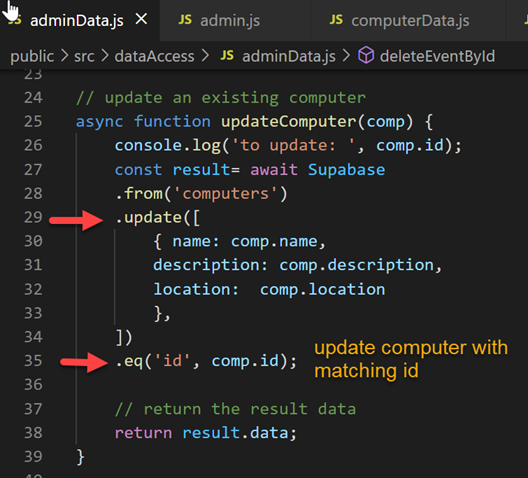 JS adminData.js ✕ JS admin.js JS computerData.js
public > src > dataAccess > JS adminData.js > deleteEventById
23
24 // update an existing computer
25 async function updateComputer(comp) {
26 console.log('to update: ', comp.id);
27 const result= await Supabase
28 .from('computers')
29 .update([
30 { name: comp.name,
31 description: comp.description,
32 location:  comp.location
33 },
34 ])
35 .eq('id', comp.id);
update computer with
matching id
36
37 // return the result data
38 return result.data;
39 }